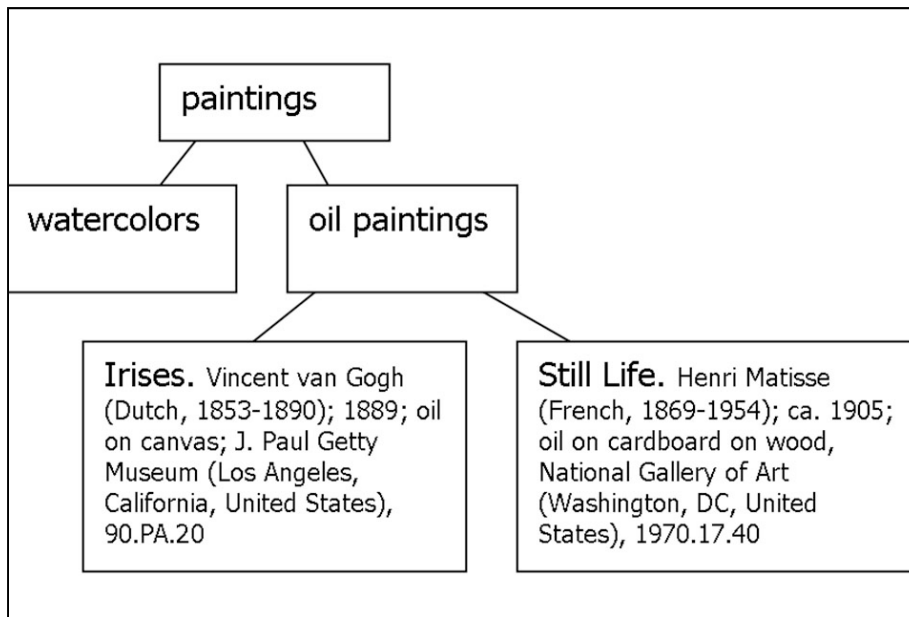 paintings
watercolors
oil paintings
Irises. Vincent van Gogh
(Dutch, 1853-1890); 1889; oil
on canvas; J. Paul Getty
Museum (Los Angeles,
California, United States),
90.PA.20
Still Life. Henri Matisse
(French, 1869-1954); ca. 1905;
oil on cardboard on wood,
National Gallery of Art
(Washington, DC, United
States), 1970.17.40